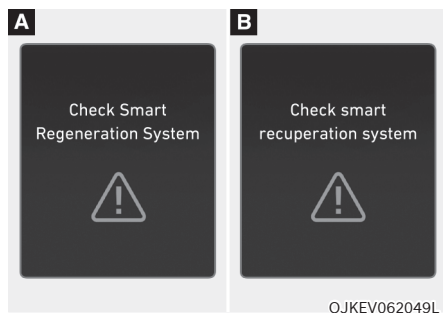 A
Check Smart
Regeneration System
B
Check smart
recuperation system
OJKEV062049L